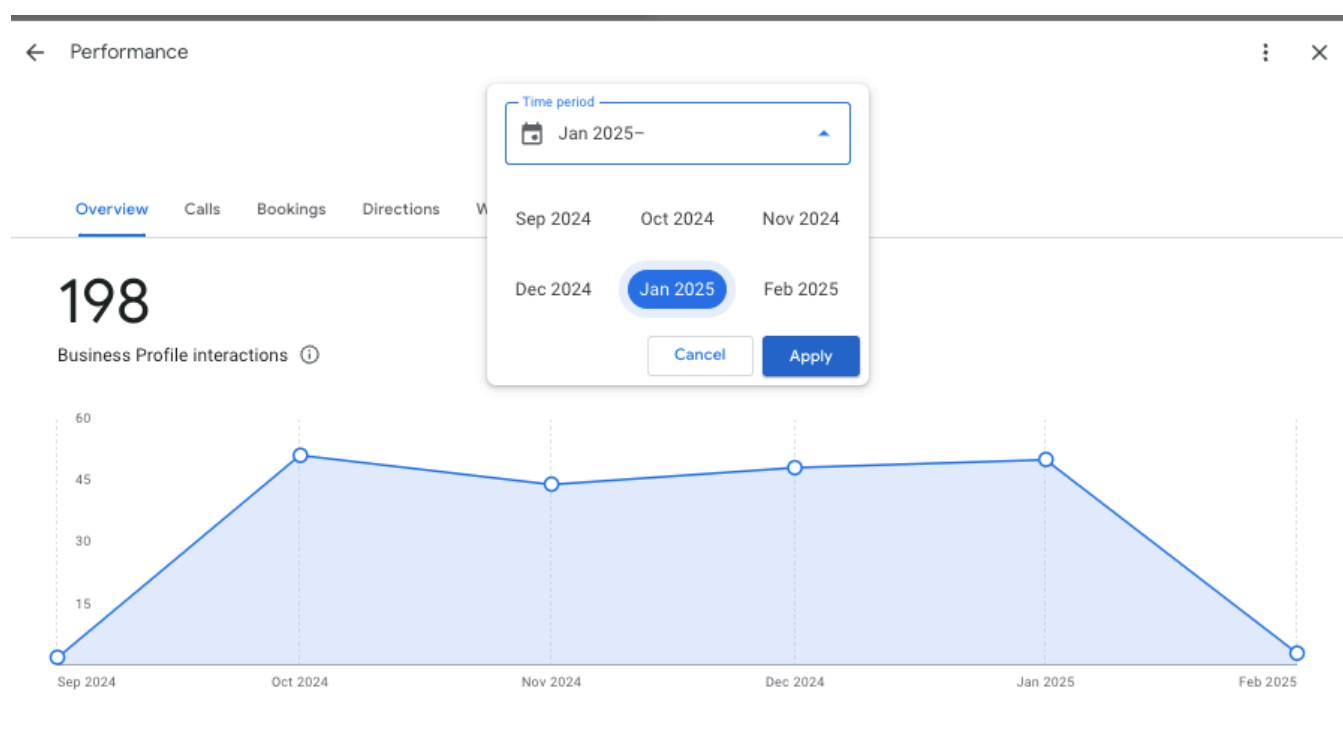 Performance
Time period
Jan 2025–
Overview Calls Bookings Directions
Sep 2024 Oct 2024 Nov 2024
Dec 2024 Jan 2025 Feb 2025
Cancel Apply
198
Business Profile interactions
60
45
30
15
Sep 2024 Oct 2024 Nov 2024 Dec 2024 Jan 2025 Feb 2025